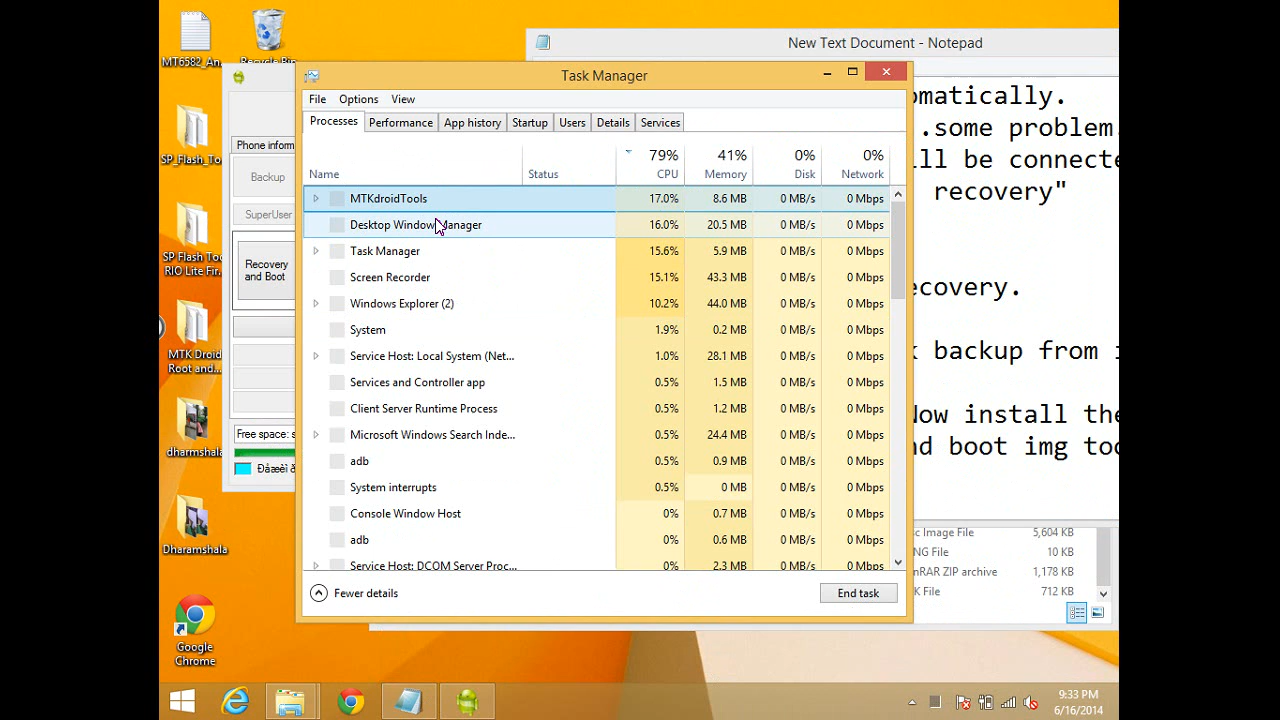 MT6582_An...
Recycle Bin
SP_Flash_To...
SP Flash Too
RIO Lite Fir...
MTK Droid
Root and...
dharmshala
Dharamshala
Google
Chrome
Phone inform
Backup
SuperUser
Recovery
and Boot
Free space: s
New Text Document - Notepad
omatically.
.some problem.
ll be connecte
recovery"
ecovery.
k backup from
Now install the
nd boot img too
sc Image File 5,604 KB
NG File 10 KB
nRAR ZIP archive 1,178 KB
K File 712 KB
Task Manager
File Options View
Processes Performance App history Startup Users Details Services
79% 41% 0% 0%
Name Status CPU Memory Disk Network
MTKdroidTools 17.0% 8.6 MB 0 MB/s 0 Mbps
Desktop Window Manager 16.0% 20.5 MB 0 MB/s 0 Mbps
Task Manager 15.6% 5.9 MB 0 MB/s 0 Mbps
Screen Recorder 15.1% 43.3 MB 0 MB/s 0 Mbps
Windows Explorer (2) 10.2% 44.0 MB 0 MB/s 0 Mbps
System 1.9% 0.2 MB 0 MB/s 0 Mbps
Service Host: Local System (Net... 1.0% 28.1 MB 0 MB/s 0 Mbps
Services and Controller app 0.5% 1.5 MB 0 MB/s 0 Mbps
Client Server Runtime Process 0.5% 1.2 MB 0 MB/s 0 Mbps
Microsoft Windows Search Inde... 0.5% 24.4 MB 0 MB/s 0 Mbps
adb 0.5% 0.9 MB 0 MB/s 0 Mbps
System interrupts 0.5% 0 MB 0 MB/s 0 Mbps
Console Window Host 0% 0.7 MB 0 MB/s 0 Mbps
adb 0% 0.6 MB 0 MB/s 0 Mbps
Service Host: DCOM Server Proc... 0% 2.3 MB 0 MB/s 0 Mbps
Fewer details
End task
9:33 PM
6/16/2014